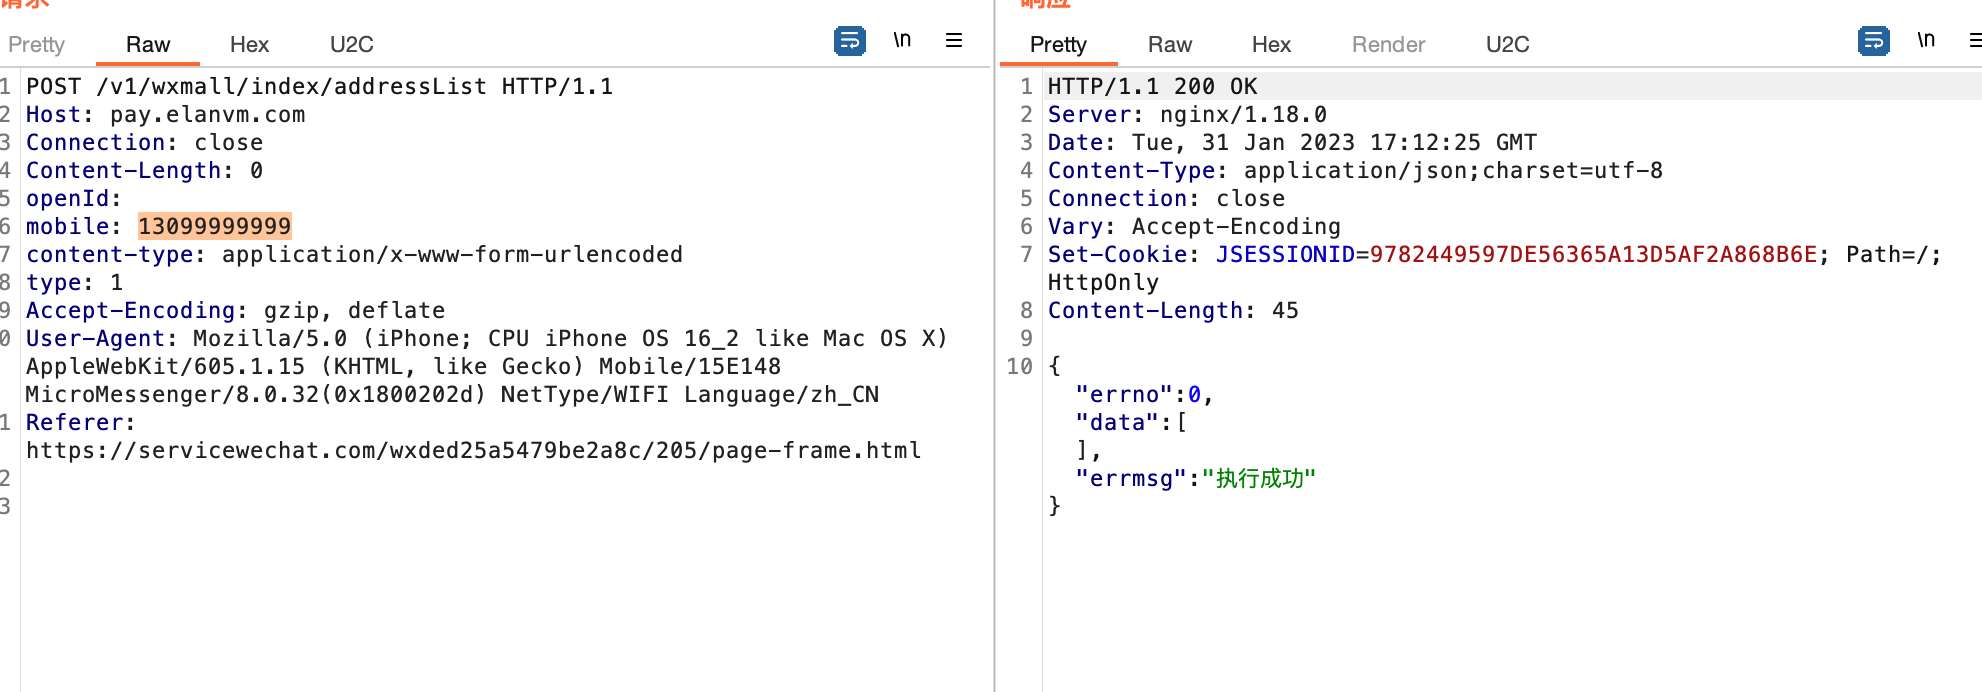 请求
Pretty Raw Hex U2C \n
1 POST /v1/wxmall/index/addressList HTTP/1.1
2 Host: pay.elanvm.com
3 Connection: close
4 Content-Length: 0
5 openId:
6 mobile: 13099999999
7 content-type: application/x-www-form-urlencoded
8 type: 1
9 Accept-Encoding: gzip, deflate
0 User-Agent: Mozilla/5.0 (iPhone; CPU iPhone OS 16_2 like Mac OS X)
AppleWebKit/605.1.15 (KHTML, like Gecko) Mobile/15E148
MicroMessenger/8.0.32(0x1800202d) NetType/WIFI Language/zh_CN
1 Referer:
https://servicewechat.com/wxded25a5479be2a8c/205/page-frame.html
2
3
响应
Pretty Raw Hex Render U2C \n
1 HTTP/1.1 200 OK
2 Server: nginx/1.18.0
3 Date: Tue, 31 Jan 2023 17:12:25 GMT
4 Content-Type: application/json;charset=utf-8
5 Connection: close
6 Vary: Accept-Encoding
7 Set-Cookie: JSESSIONID=9782449597DE56365A13D5AF2A868B6E; Path=/;
HttpOnly
8 Content-Length: 45
9
10 {
"errno":0,
"data":[
],
"errmsg":"执行成功"
}